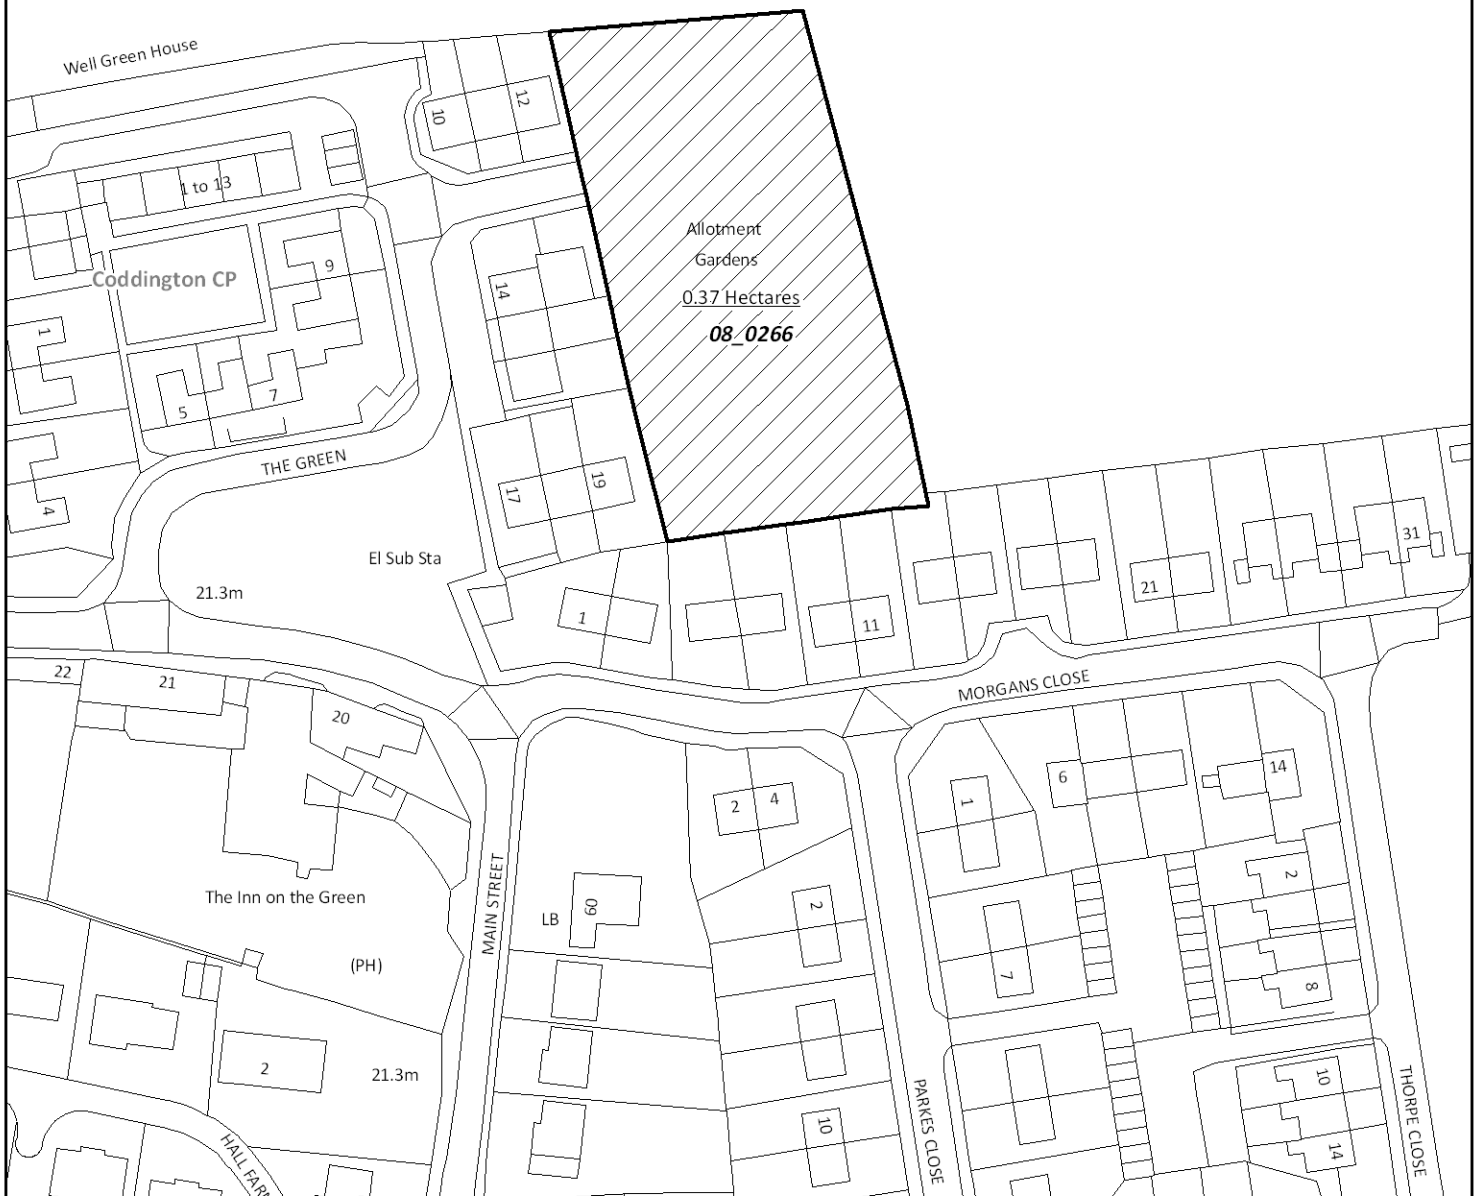 Well Green House
10
12
1 to 13
Allotment
Gardens
0.37 Hectares
08_0266
Coddington CP
9
14
1
5
7
THE GREEN
4
17
19
El Sub Sta
21.3m
1
11
21
31
22
21
20
MORGANS CLOSE
2
4
1
6
14
MAIN STREET
The Inn on the Green
LB
60
2
2
7
8
(PH)
2
21.3m
10
10
14
PARKES CLOSE
THORPE CLOSE
HALL FARM